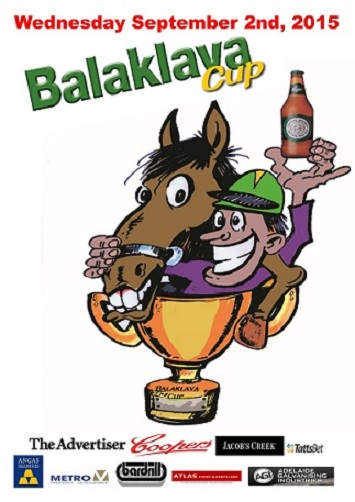 Wednesday September 2nd, 2015
Balaklava
Cup
BALAKLAVA
CUP
The Advertiser
Coopers
JACOB'S CREEK
TattsBet
ANGAS
METRO
bardavcol
ATLAS
ADELAIDE
GALVANISING
INDUSTRIES